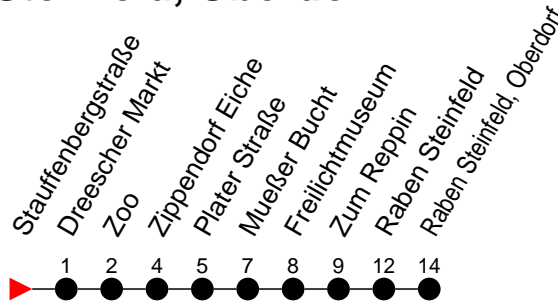 Stauffenbergstraße
Dreescher Markt
Zoo
Zippendorf Eiche
Plater Straße
Mueßer Bucht
Freilichtmuseum
Zum Reppin
Raben Steinfeld
Raben Steinfeld, Oberdorf
1 2 4 5 7 8 9 12 14